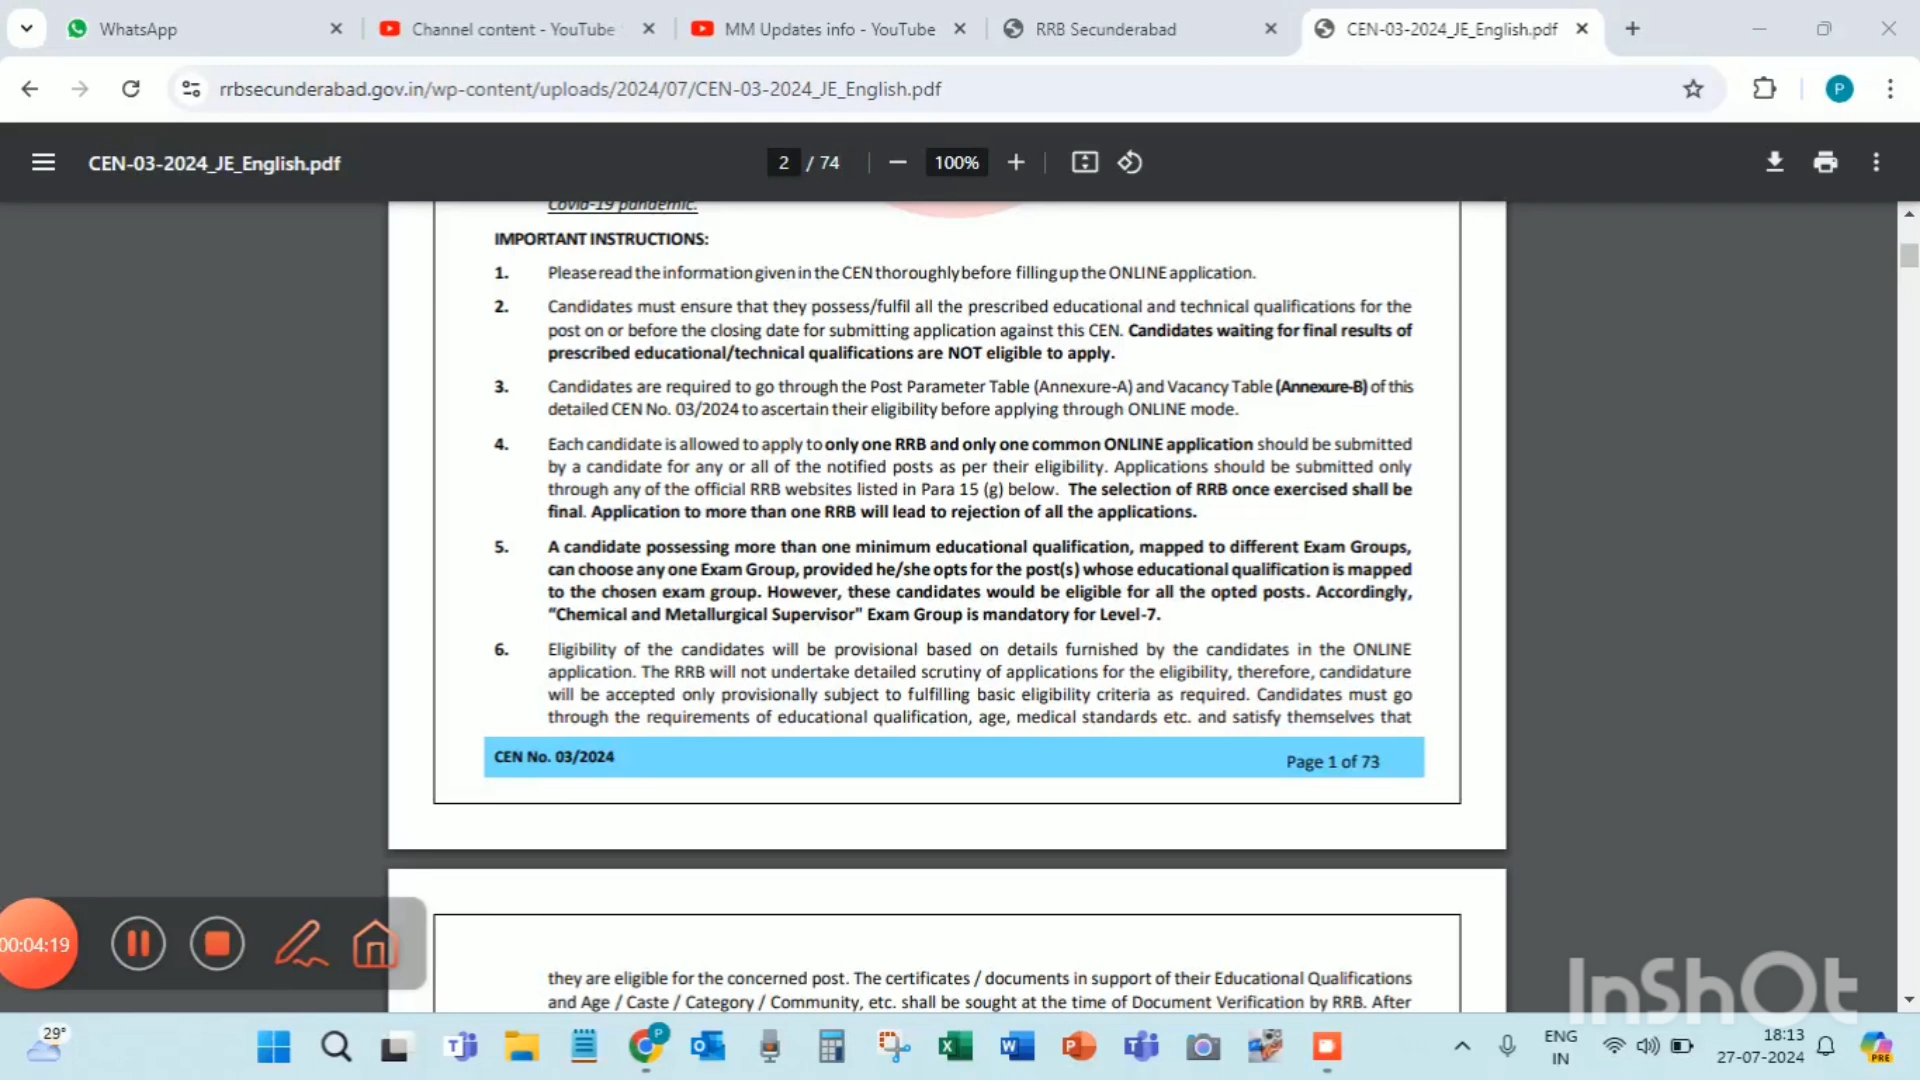 WhatsApp
Channel content - YouTube
MM Updates info - YouTube
RRB Secunderabad
CEN-03-2024_JE_English.pdf
rrbsecunderabad.gov.in/wp-content/uploads/2024/07/CEN-03-2024_JE_English.pdf
P
CEN-03-2024_JE_English.pdf
2 / 74
100%
Covid-19 pandemic.
IMPORTANT INSTRUCTIONS:
1. Please read the information given in the CEN thoroughly before filling up the ONLINE application.
2. Candidates must ensure that they possess/fulfil all the prescribed educational and technical qualifications for the
post on or before the closing date for submitting application against this CEN. Candidates waiting for final results of
prescribed educational/technical qualifications are NOT eligible to apply.
3. Candidates are required to go through the Post Parameter Table (Annexure-A) and Vacancy Table (Annexure-B) of this
detailed CEN No. 03/2024 to ascertain their eligibility before applying through ONLINE mode.
4. Each candidate is allowed to apply to only one RRB and only one common ONLINE application should be submitted
by a candidate for any or all of the notified posts as per their eligibility. Applications should be submitted only
through any of the official RRB websites listed in Para 15 (g) below. The selection of RRB once exercised shall be
final. Application to more than one RRB will lead to rejection of all the applications.
5. A candidate possessing more than one minimum educational qualification, mapped to different Exam Groups,
can choose any one Exam Group, provided he/she opts for the post(s) whose educational qualification is mapped
to the chosen exam group. However, these candidates would be eligible for all the opted posts. Accordingly,
“Chemical and Metallurgical Supervisor" Exam Group is mandatory for Level-7.
6. Eligibility of the candidates will be provisional based on details furnished by the candidates in the ONLINE
application. The RRB will not undertake detailed scrutiny of applications for the eligibility, therefore, candidature
will be accepted only provisionally subject to fulfilling basic eligibility criteria as required. Candidates must go
through the requirements of educational qualification, age, medical standards etc. and satisfy themselves that
CEN No. 03/2024
Page 1 of 73
they are eligible for the concerned post. The certificates / documents in support of their Educational Qualifications
and Age / Caste / Category / Community, etc. shall be sought at the time of Document Verification by RRB. After
00:04:19
InShOt
29°
P
ENG
IN
18:13
27-07-2024
PRE